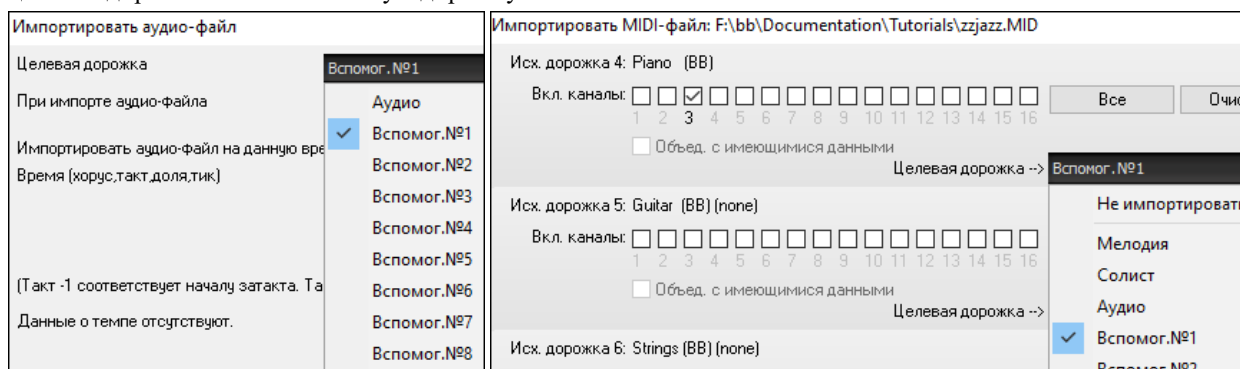 Импортировать аудио-файл
Целевая дорожка
Вспомог.№1
При импорте аудио-файла
Аудио
Вспомог.№1
Импортировать аудио-файл на данную вре
Вспомог.№2
Время (хорус,такт,доля,тик)
Вспомог.№3
Вспомог.№4
Вспомог.№5
(Такт -1 соответствует началу затакта. Та
Вспомог.№6
Данные о темпе отсутствуют.
Вспомог.№7
Вспомог.№8
Импортировать MIDI-файл: F:\bb\Documentation\Tutorials\zzjazz.MID
Исх. дорожка 4: Piano (BB)
Вкл. каналы:
Все
Очис
1 2 3 4 5 6 7 8 9 10 11 12 13 14 15 16
Объед. с имеющимися данными
Целевая дорожка -->
Вспомог.№1
Исх. дорожка 5: Guitar (BB) (none)
Не импортировать
Вкл. каналы:
Мелодия
1 2 3 4 5 6 7 8 9 10 11 12 13 14 15 16
Солист
Объед. с имеющимися данными
Целевая дорожка -->
Аудио
Вспомог.№1
Исх. дорожка 6: Strings (BB) (none)
Вспомог.№2